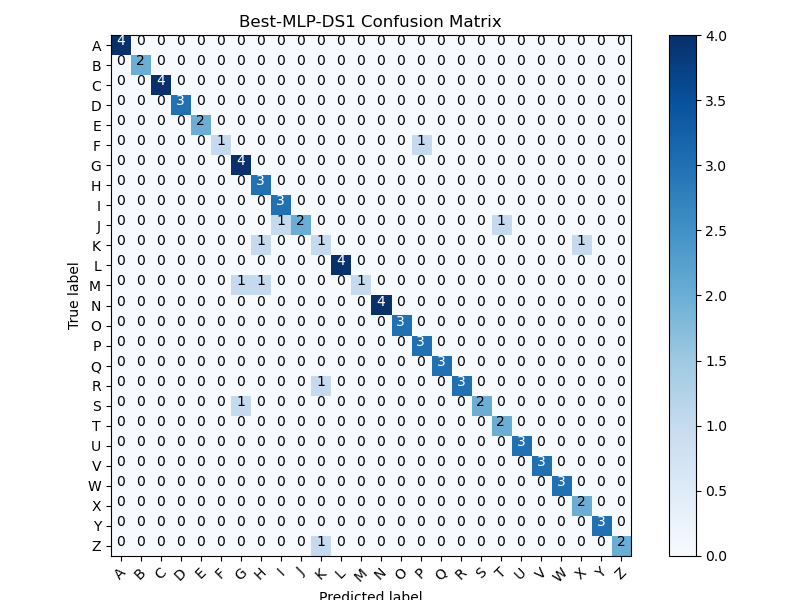 Best-MLP-DS1 Confusion Matrix
True label
A 4 0 0 0 0 0 0 0 0 0 0 0 0 0 0 0 0 0 0 0 0 0 0 0 0 0
B 0 2 0 0 0 0 0 0 0 0 0 0 0 0 0 0 0 0 0 0 0 0 0 0 0 0
C 0 0 4 0 0 0 0 0 0 0 0 0 0 0 0 0 0 0 0 0 0 0 0 0 0 0
D 0 0 0 3 0 0 0 0 0 0 0 0 0 0 0 0 0 0 0 0 0 0 0 0 0 0
E 0 0 0 0 2 0 0 0 0 0 0 0 0 0 0 0 0 0 0 0 0 0 0 0 0 0
F 0 0 0 0 0 1 0 0 0 0 0 0 0 0 0 1 0 0 0 0 0 0 0 0 0 0
G 0 0 0 0 0 0 4 0 0 0 0 0 0 0 0 0 0 0 0 0 0 0 0 0 0 0
H 0 0 0 0 0 0 0 3 0 0 0 0 0 0 0 0 0 0 0 0 0 0 0 0 0 0
I 0 0 0 0 0 0 0 0 3 0 0 0 0 0 0 0 0 0 0 0 0 0 0 0 0 0
J 0 0 0 0 0 0 0 0 1 2 0 0 0 0 0 0 0 0 0 1 0 0 0 0 0 0
K 0 0 0 0 0 0 0 1 0 0 1 0 0 0 0 0 0 0 0 0 0 0 0 1 0 0
L 0 0 0 0 0 0 0 0 0 0 0 4 0 0 0 0 0 0 0 0 0 0 0 0 0 0
M 0 0 0 0 0 0 1 1 0 0 0 0 1 0 0 0 0 0 0 0 0 0 0 0 0 0
N 0 0 0 0 0 0 0 0 0 0 0 0 0 4 0 0 0 0 0 0 0 0 0 0 0 0
O 0 0 0 0 0 0 0 0 0 0 0 0 0 0 3 0 0 0 0 0 0 0 0 0 0 0
P 0 0 0 0 0 0 0 0 0 0 0 0 0 0 0 3 0 0 0 0 0 0 0 0 0 0
Q 0 0 0 0 0 0 0 0 0 0 0 0 0 0 0 0 3 0 0 0 0 0 0 0 0 0
R 0 0 0 0 0 0 0 0 0 0 1 0 0 0 0 0 0 3 0 0 0 0 0 0 0 0
S 0 0 0 0 0 0 1 0 0 0 0 0 0 0 0 0 0 0 2 0 0 0 0 0 0 0
T 0 0 0 0 0 0 0 0 0 0 0 0 0 0 0 0 0 0 0 2 0 0 0 0 0 0
U 0 0 0 0 0 0 0 0 0 0 0 0 0 0 0 0 0 0 0 0 3 0 0 0 0 0
V 0 0 0 0 0 0 0 0 0 0 0 0 0 0 0 0 0 0 0 0 0 3 0 0 0 0
W 0 0 0 0 0 0 0 0 0 0 0 0 0 0 0 0 0 0 0 0 0 0 3 0 0 0
X 0 0 0 0 0 0 0 0 0 0 0 0 0 0 0 0 0 0 0 0 0 0 0 2 0 0
Y 0 0 0 0 0 0 0 0 0 0 0 0 0 0 0 0 0 0 0 0 0 0 0 0 3 0
Z 0 0 0 0 0 0 0 0 0 0 1 0 0 0 0 0 0 0 0 0 0 0 0 0 0 2
A B C D E F G H I J K L M N O P Q R S T U V W X Y Z
Predicted label
4.0
3.5
3.0
2.5
2.0
1.5
1.0
0.5
0.0